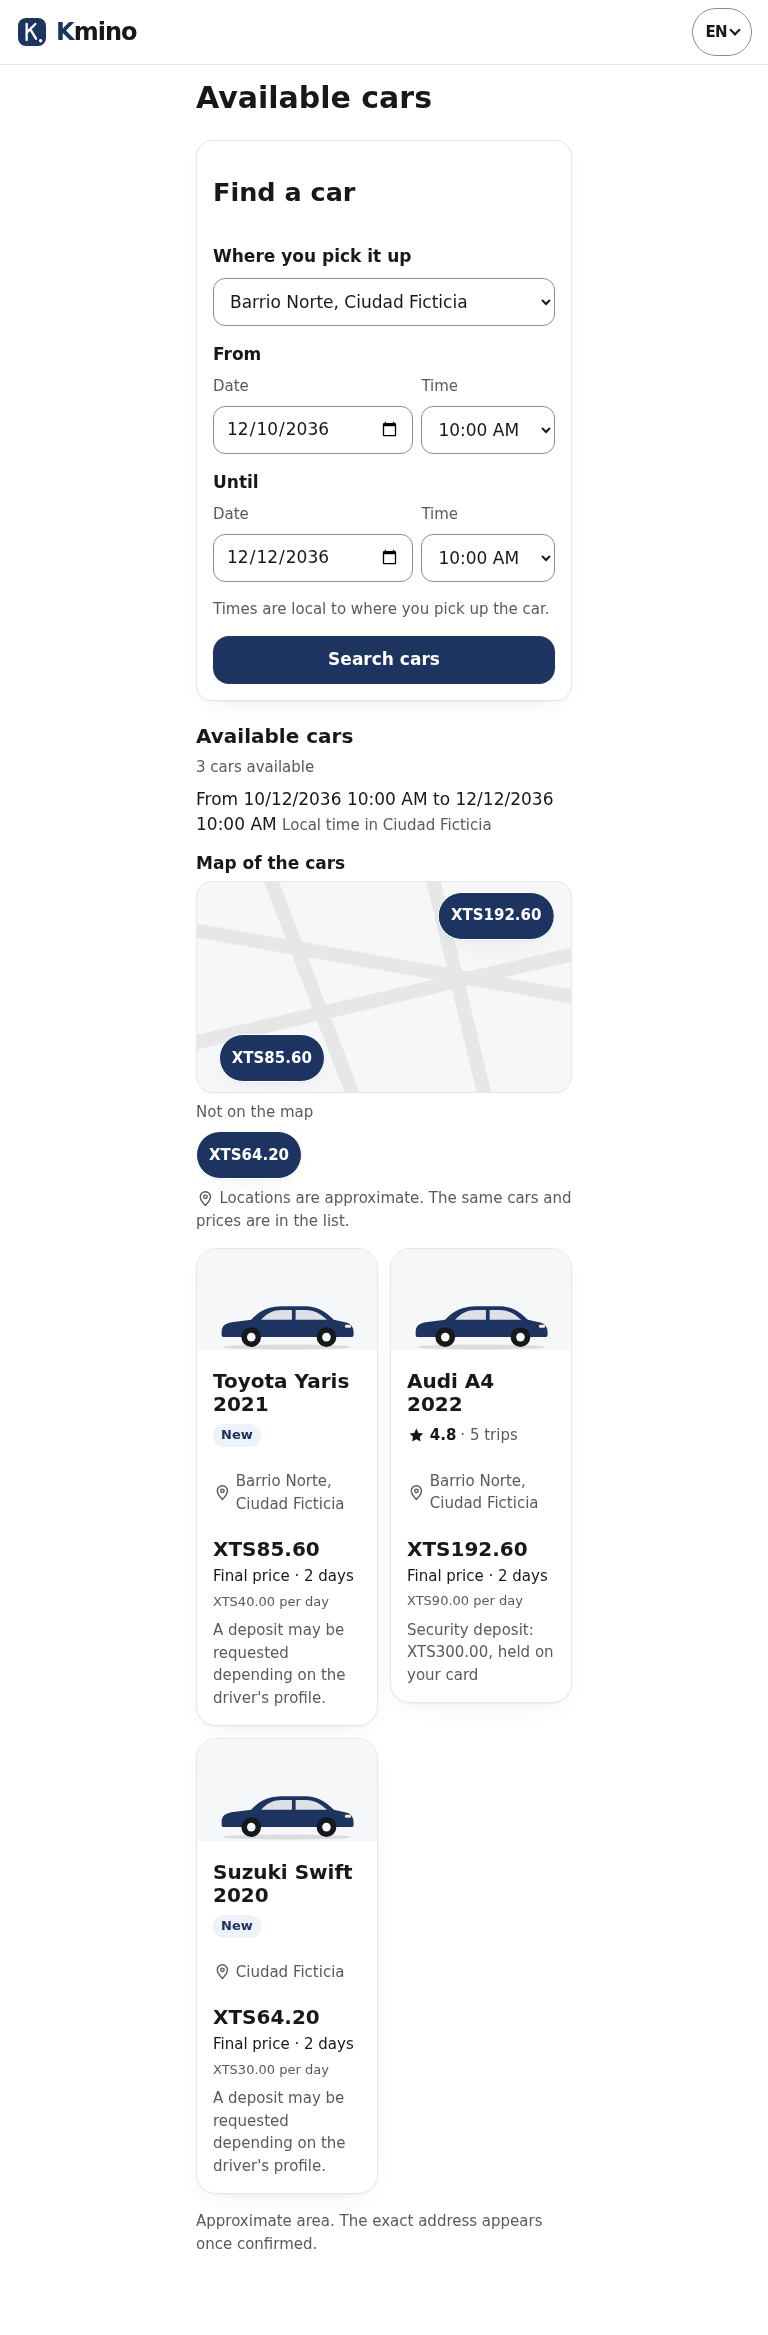 Kmino
EN
Available cars
Find a car
Where you pick it up
Barrio Norte, Ciudad Ficticia
From
Date
Time
12/10/2036
10:00 AM
Until
Date
Time
12/12/2036
10:00 AM
Times are local to where you pick up the car.
Search cars
Available cars
3 cars available
From 10/12/2036 10:00 AM to 12/12/2036
10:00 AM Local time in Ciudad Ficticia
Map of the cars
XTS192.60
XTS85.60
Not on the map
XTS64.20
Locations are approximate. The same cars and
prices are in the list.
Toyota Yaris
2021
New
Barrio Norte,
Ciudad Ficticia
XTS85.60
Final price · 2 days
XTS40.00 per day
A deposit may be
requested
depending on the
driver's profile.
Audi A4
2022
4.8 · 5 trips
Barrio Norte,
Ciudad Ficticia
XTS192.60
Final price · 2 days
XTS90.00 per day
Security deposit:
XTS300.00, held on
your card
Suzuki Swift
2020
New
Ciudad Ficticia
XTS64.20
Final price · 2 days
XTS30.00 per day
A deposit may be
requested
depending on the
driver's profile.
Approximate area. The exact address appears
once confirmed.